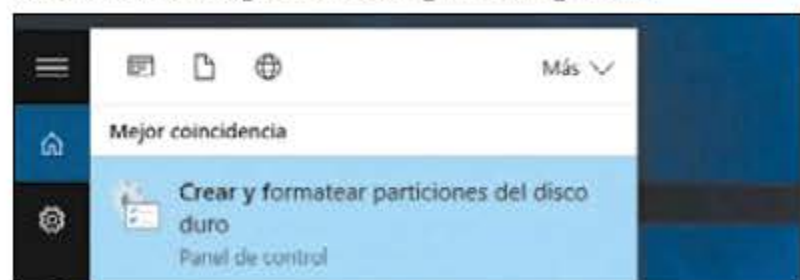 Más
Mejor coincidencia
Crear y formatear particiones del disco
duro
Panel de control